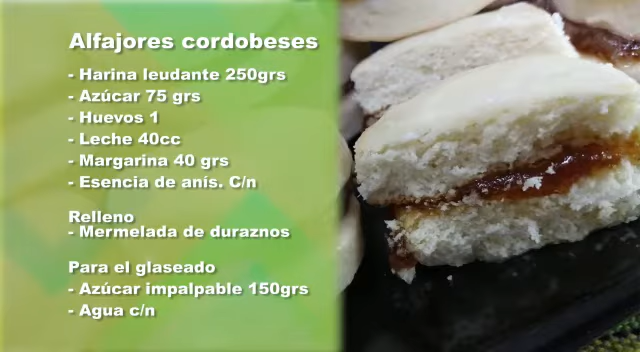 Alfajores cordobeses
- Harina leudante 250grs
- Azúcar 75 grs
- Huevos 1
- Leche 40cc
- Margarina 40 grs
- Esencia de anís. C/n
Relleno
- Mermelada de duraznos
Para el glaseado
- Azúcar impalpable 150grs
- Agua c/n